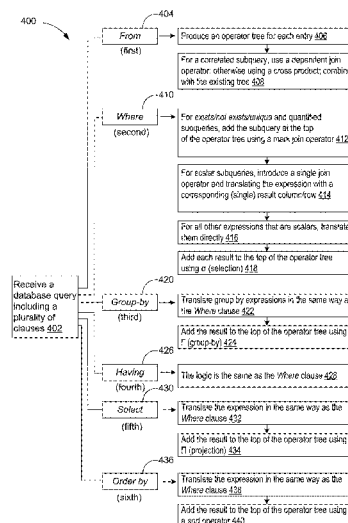 400
404
From
(first)
Produce an operator tree for each entry 406
For a correlated subquery, use a dependent join
operator; otherwise using a cross product; combine
with the existing tree 408
410
Where
(second)
For exists/not exists/unique and quantified
subqueries, add the subquery at the top
of the operator tree using a mark join operator 412
For scalar subqueries, introduce a single join
operator and translating the expression with a
corresponding (single) result column/row 414
For all other expressions that are scalars, translate
them directly 416
Add each result to the top of the operator tree
using σ (selection) 418
Receive a
database query
including a
plurality of
clauses 402
420
Group-by
(third)
Translate group by expressions in the same way as
the Where clause 422
Add the result to the top of the operator tree using
Γ (group-by) 424
426
Having
(fourth)
The logic is the same as the Where clause 428
430
Select
(fifth)
Translate the expression in the same way as the
Where clause 432
Add the result to the top of the operator tree using
Π (projection) 434
436
Order by
(sixth)
Translate the expression in the same way as the
Where clause 438
Add the result to the top of the operator tree using
a sort operator 440